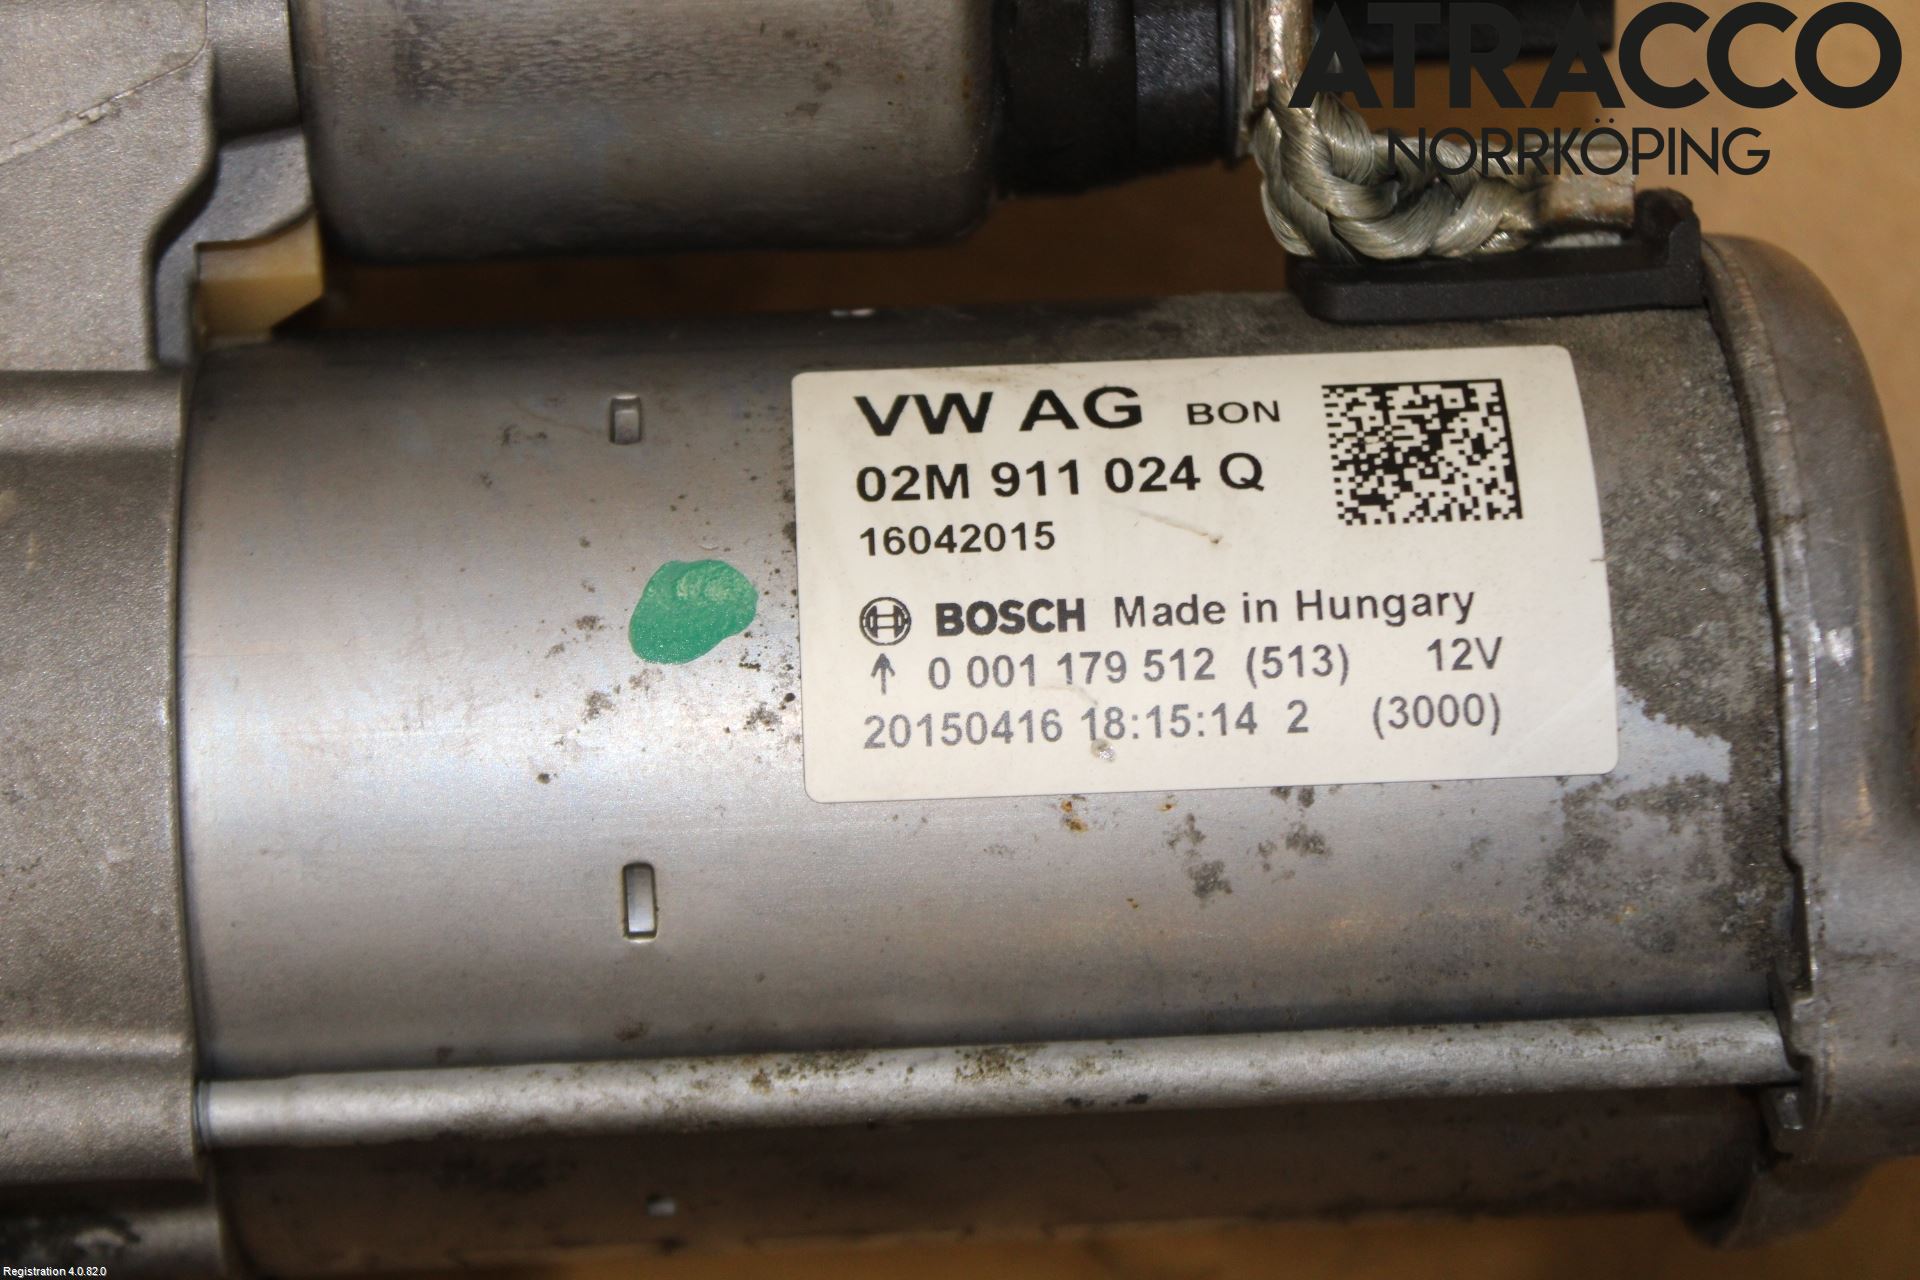 ATRACCO
NORRKÖPING
VW AG BON
02M 911 024 Q
16042015
BOSCH Made in Hungary
↑ 0 001 179 512 (513) 12V
20150416 18:15:14 2 (3000)
Registration 4.0.82.0